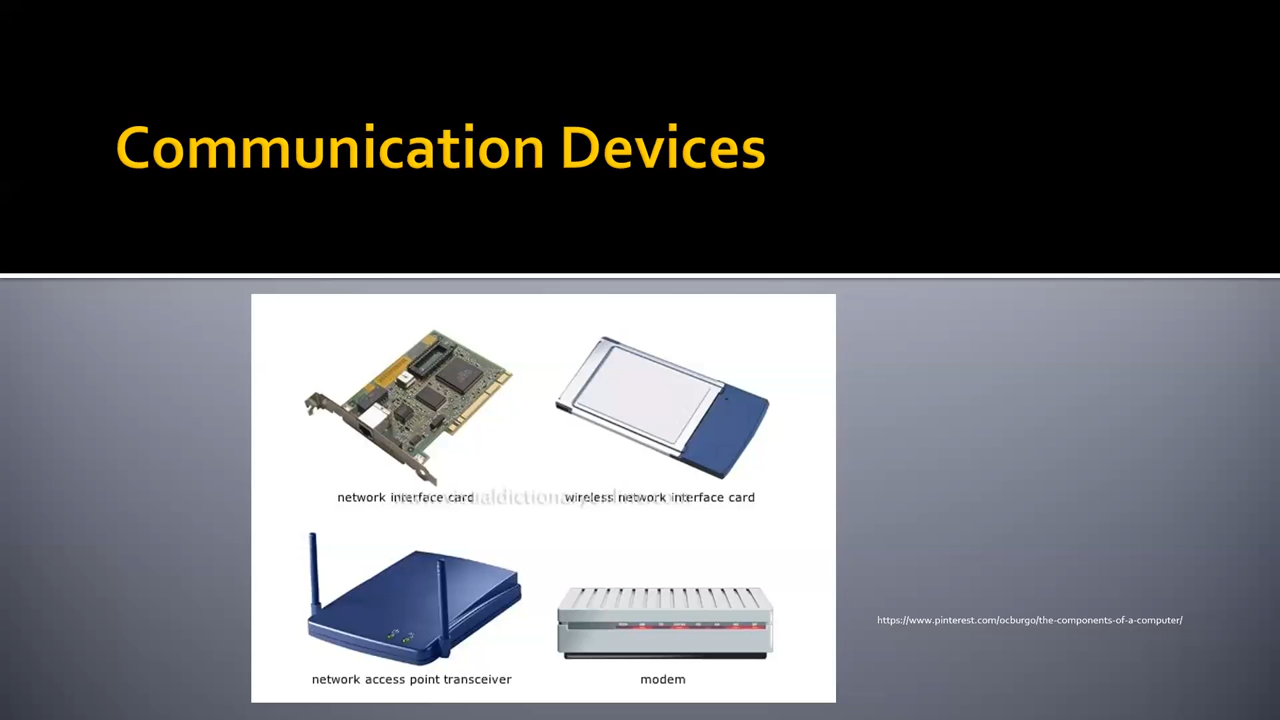 Communication Devices
network interface card
wireless network interface card
network access point transceiver
modem
https://www.pinterest.com/ocburgo/the-components-of-a-computer/